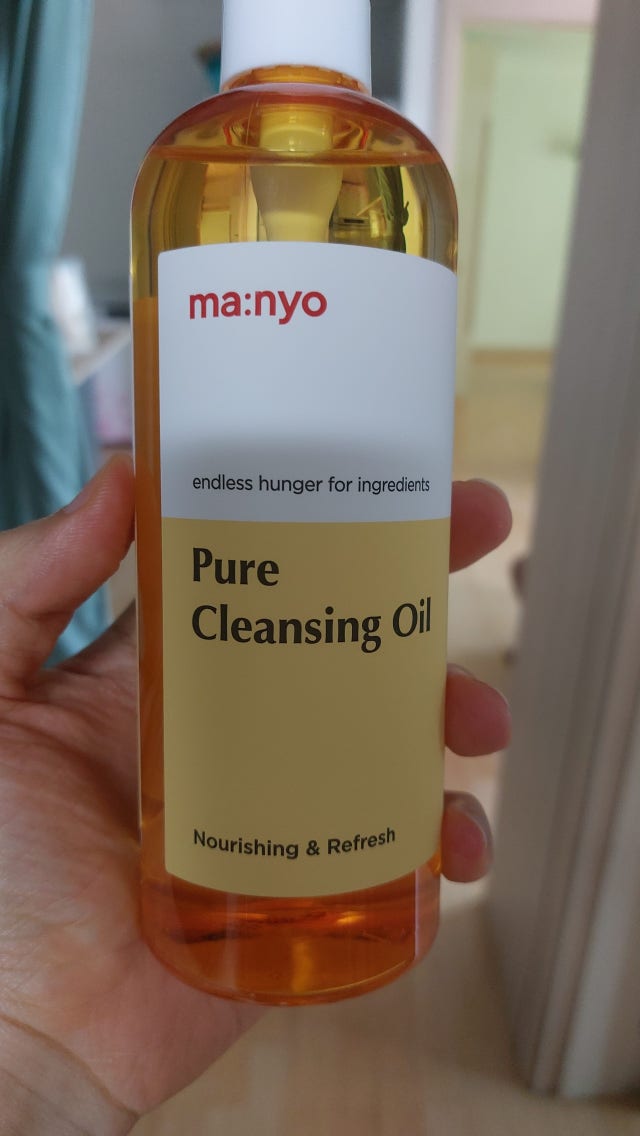 ma:nyo
endless hunger for ingredients
Pure
Cleansing Oil
Nourishing & Refresh